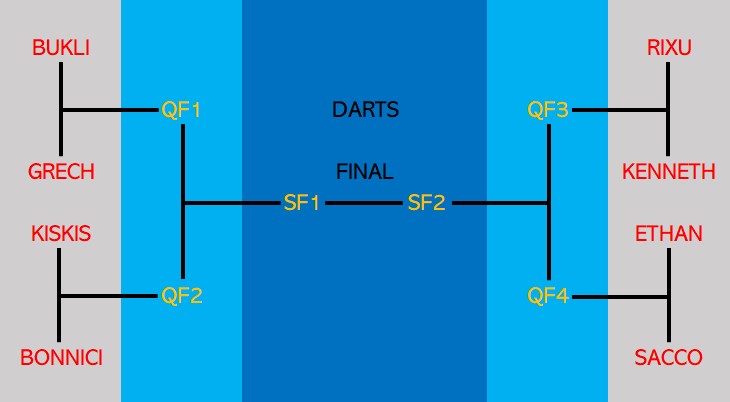 BUKLI
RIXU
QF1
DARTS
QF3
GRECH
FINAL
KENNETH
SF1
SF2
KISKIS
ETHAN
QF2
QF4
BONNICI
SACCO